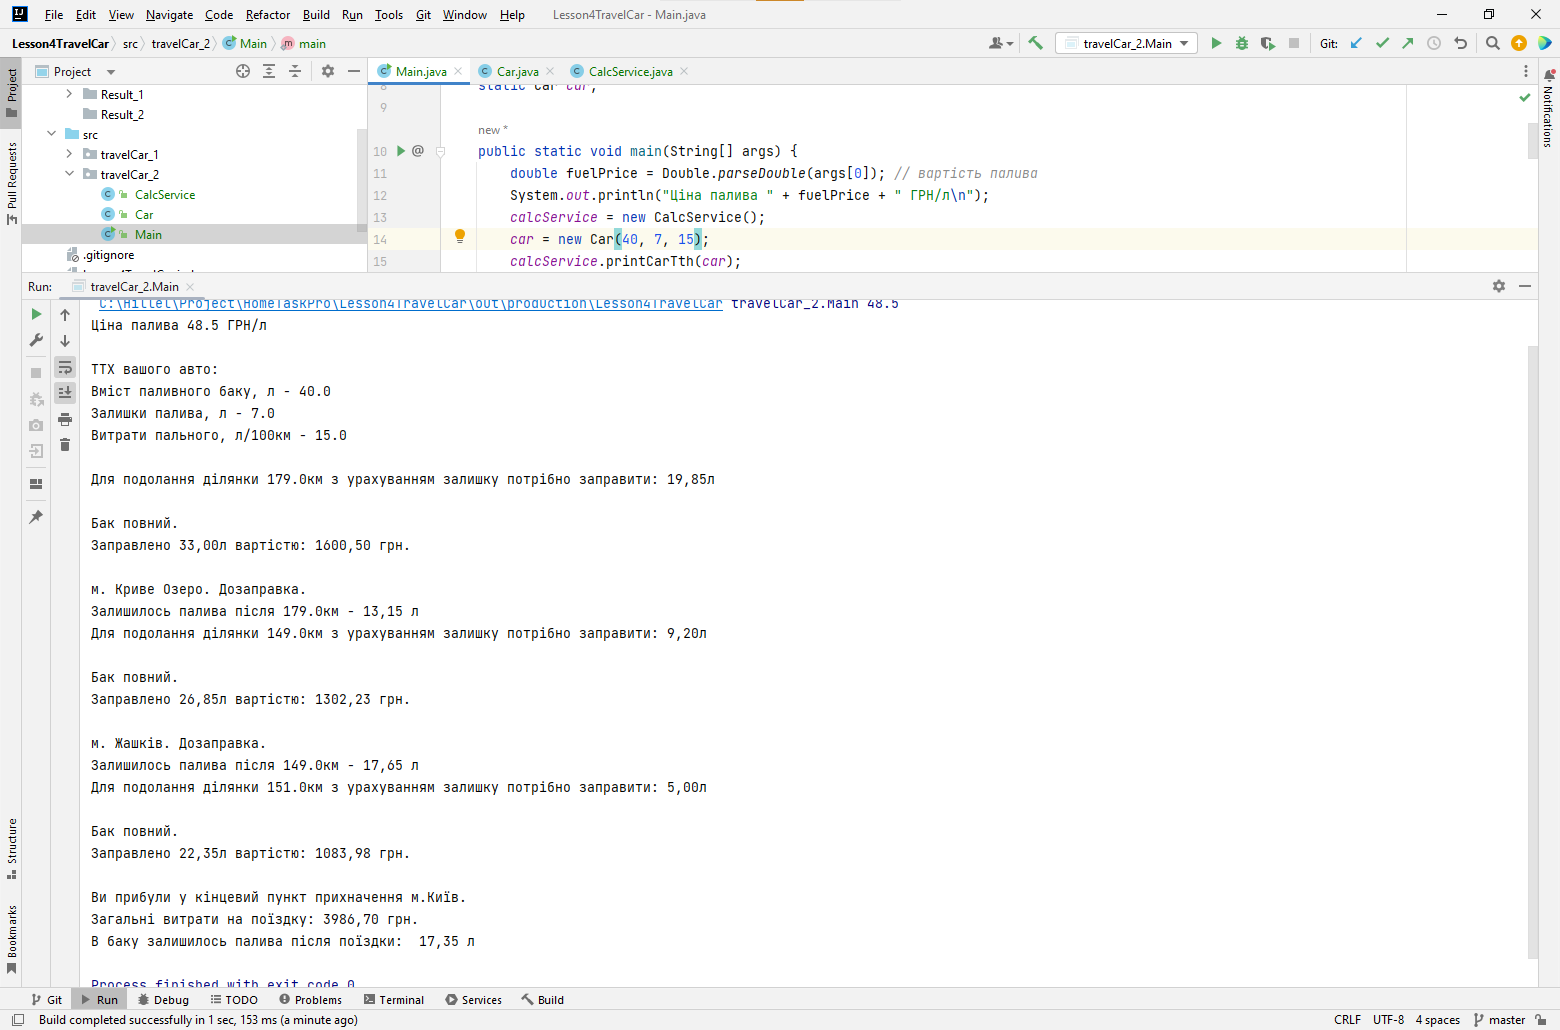 File Edit View Navigate Code Refactor Build Run Tools Git Window Help Lesson4TravelCar - Main.java
Lesson4TravelCar src travelCar_2 Main main travelCar_2.Main Git:
Project Main.java Car.java CalcService.java
Project
Pull Requests
Notifications
Result_1
Result_2
src
travelCar_1
travelCar_2
CalcService
Car
Main
.gitignore
8 static Car car;
9
new *
10 @ public static void main(String[] args) {
11 double fuelPrice = Double.parseDouble(args[0]); // вартість палива
12 System.out.println("Ціна палива " + fuelPrice + " ГРН/л\n");
13 calcService = new CalcService();
14 car = new Car(40, 7, 15);
15 calcService.printCarTth(car);
Run: travelCar_2.Main
C:\Hillel\Project\HomeTaskPro\Lesson4TravelCar\out\production\Lesson4TravelCar travelCar_2.Main 48.5
Ціна палива 48.5 ГРН/л
ТТХ вашого авто:
Вміст паливного баку, л - 40.0
Залишки палива, л - 7.0
Витрати пального, л/100км - 15.0
Для подолання ділянки 179.0км з урахуванням залишку потрібно заправити: 19,85л
Бак повний.
Заправлено 33,00л вартістю: 1600,50 грн.
м. Криве Озеро. Дозаправка.
Залишилось палива після 179.0км - 13,15 л
Для подолання ділянки 149.0км з урахуванням залишку потрібно заправити: 9,20л
Бак повний.
Заправлено 26,85л вартістю: 1302,23 грн.
м. Жашків. Дозаправка.
Залишилось палива після 149.0км - 17,65 л
Для подолання ділянки 151.0км з урахуванням залишку потрібно заправити: 5,00л
Бак повний.
Заправлено 22,35л вартістю: 1083,98 грн.
Ви прибули у кінцевий пункт прихначення м.Київ.
Загальні витрати на поїздку: 3986,70 грн.
В баку залишилось палива після поїздки:  17,35 л
Process finished with exit code 0
Structure
Bookmarks
Git Run Debug TODO Problems Terminal Services Build
Build completed successfully in 1 sec, 153 ms (a minute ago) CRLF UTF-8 4 spaces master